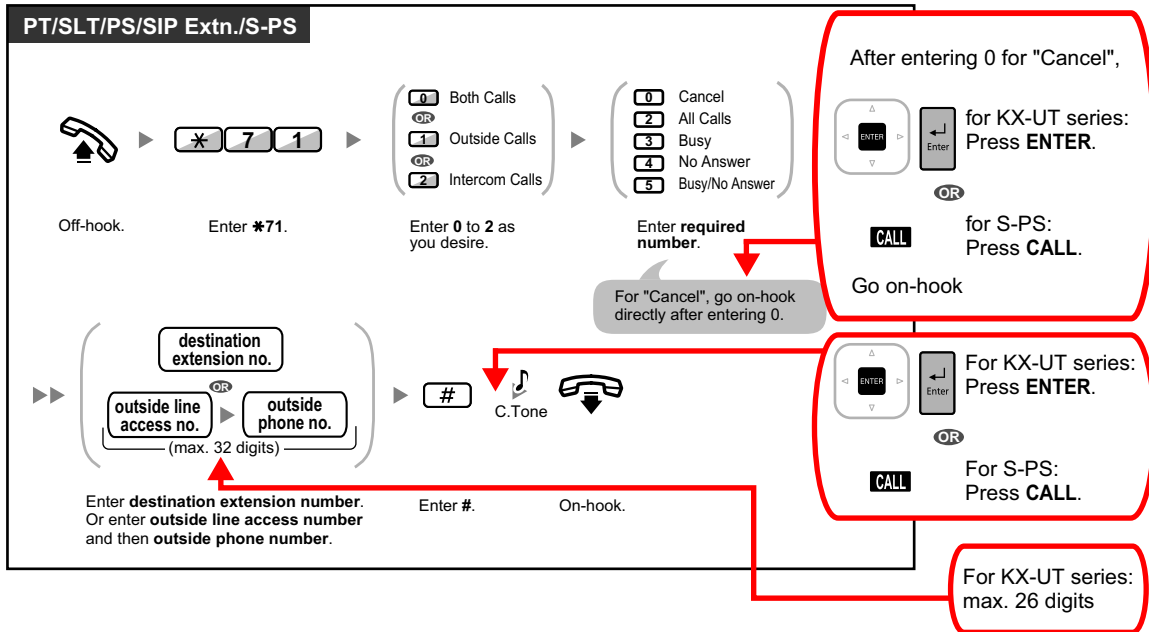 PT/SLT/PS/SIP Extn./S-PS
Off-hook.
✱ 7 1
Enter ✱71.
0 Both Calls
OR
1 Outside Calls
OR
2 Intercom Calls
Enter 0 to 2 as
you desire.
0 Cancel
2 All Calls
3 Busy
4 No Answer
5 Busy/No Answer
Enter required
number.
For "Cancel", go on-hook
directly after entering 0.
After entering 0 for "Cancel",
ENTER
Enter
for KX-UT series:
Press ENTER.
OR
CALL
for S-PS:
Press CALL.
Go on-hook
destination
extension no.
OR
outside line
access no.
outside
phone no.
(max. 32 digits)
Enter destination extension number.
Or enter outside line access number
and then outside phone number.
#
Enter #.
C.Tone
On-hook.
ENTER
Enter
For KX-UT series:
Press ENTER.
OR
CALL
For S-PS:
Press CALL.
For KX-UT series:
max. 26 digits